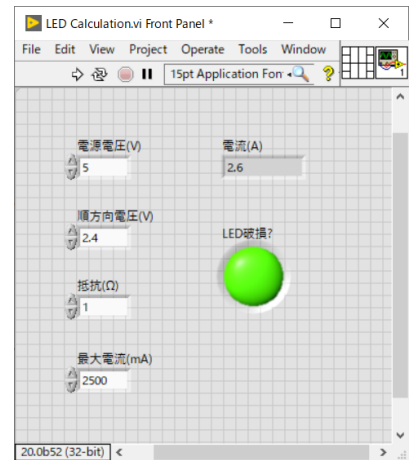 LED Calculation.vi Front Panel *
File Edit View Project Operate Tools Window
15pt Application Fon
電源電圧(V)
5
電流(A)
2.6
順方向電圧(V)
2.4
LED破損?
抵抗(Ω)
1
最大電流(mA)
2500
20.0b52 (32-bit)